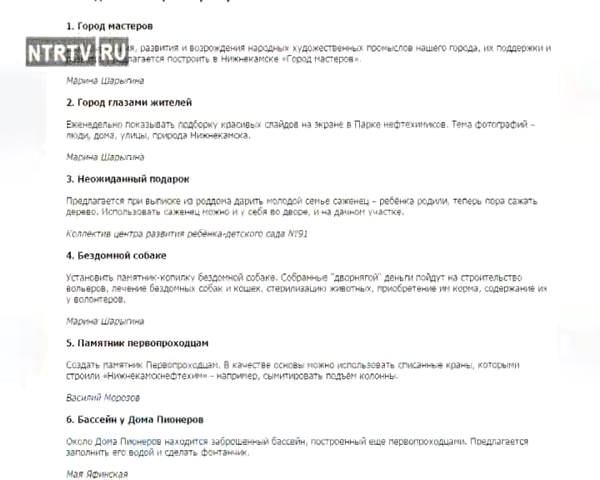 1. Город мастеров
NTRTV.RU
развития и возрождения народных художественных промыслов нашего города, их поддержки и
предлагается построить в Нижнекамске «Город мастеров».
Марина Шарыгина
2. Город глазами жителей
Еженедельно показывать подборку красивых слайдов на экране в Парке нефтехимиков. Тема фотографий –
люди, дома, улицы, природа Нижнекамска.
Марина Шарыгина
3. Неожиданный подарок
Предлагается при выписке из роддома дарить молодой семье саженец – ребёнка родили, теперь пора сажать
дерево. Использовать саженец можно и у себя во дворе, и на дачном участке.
Коллектив центра развития ребёнка-детского сада №91
4. Бездомной собаке
Установить памятник-копилку бездомной собаке. Собранные "дворнягой" деньги пойдут на строительство
вольеров, лечение бездомных собак и кошек, стерилизацию животных, приобретение им корма, содержание их
у волонтеров.
Марина Шарыгина
5. Памятник первопроходцам
Создать памятник Первопроходцам. В качестве основы можно использовать списанные краны, которыми
строили «Нижнекамскнефтехим» – например, сымитировать подъём колонны.
Василий Морозов
6. Бассейн у Дома Пионеров
Около Дома Пионеров находится заброшенный бассейн, построенный еще первопроходцами. Предлагается
заполнить его водой и сделать фонтанчик.
Мая Яфинская